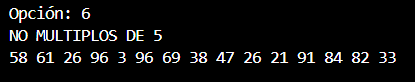 Opción: 6
NO MULTIPLOS DE 5
58 61 26 96 3 96 69 38 47 26 21 91 84 82 33